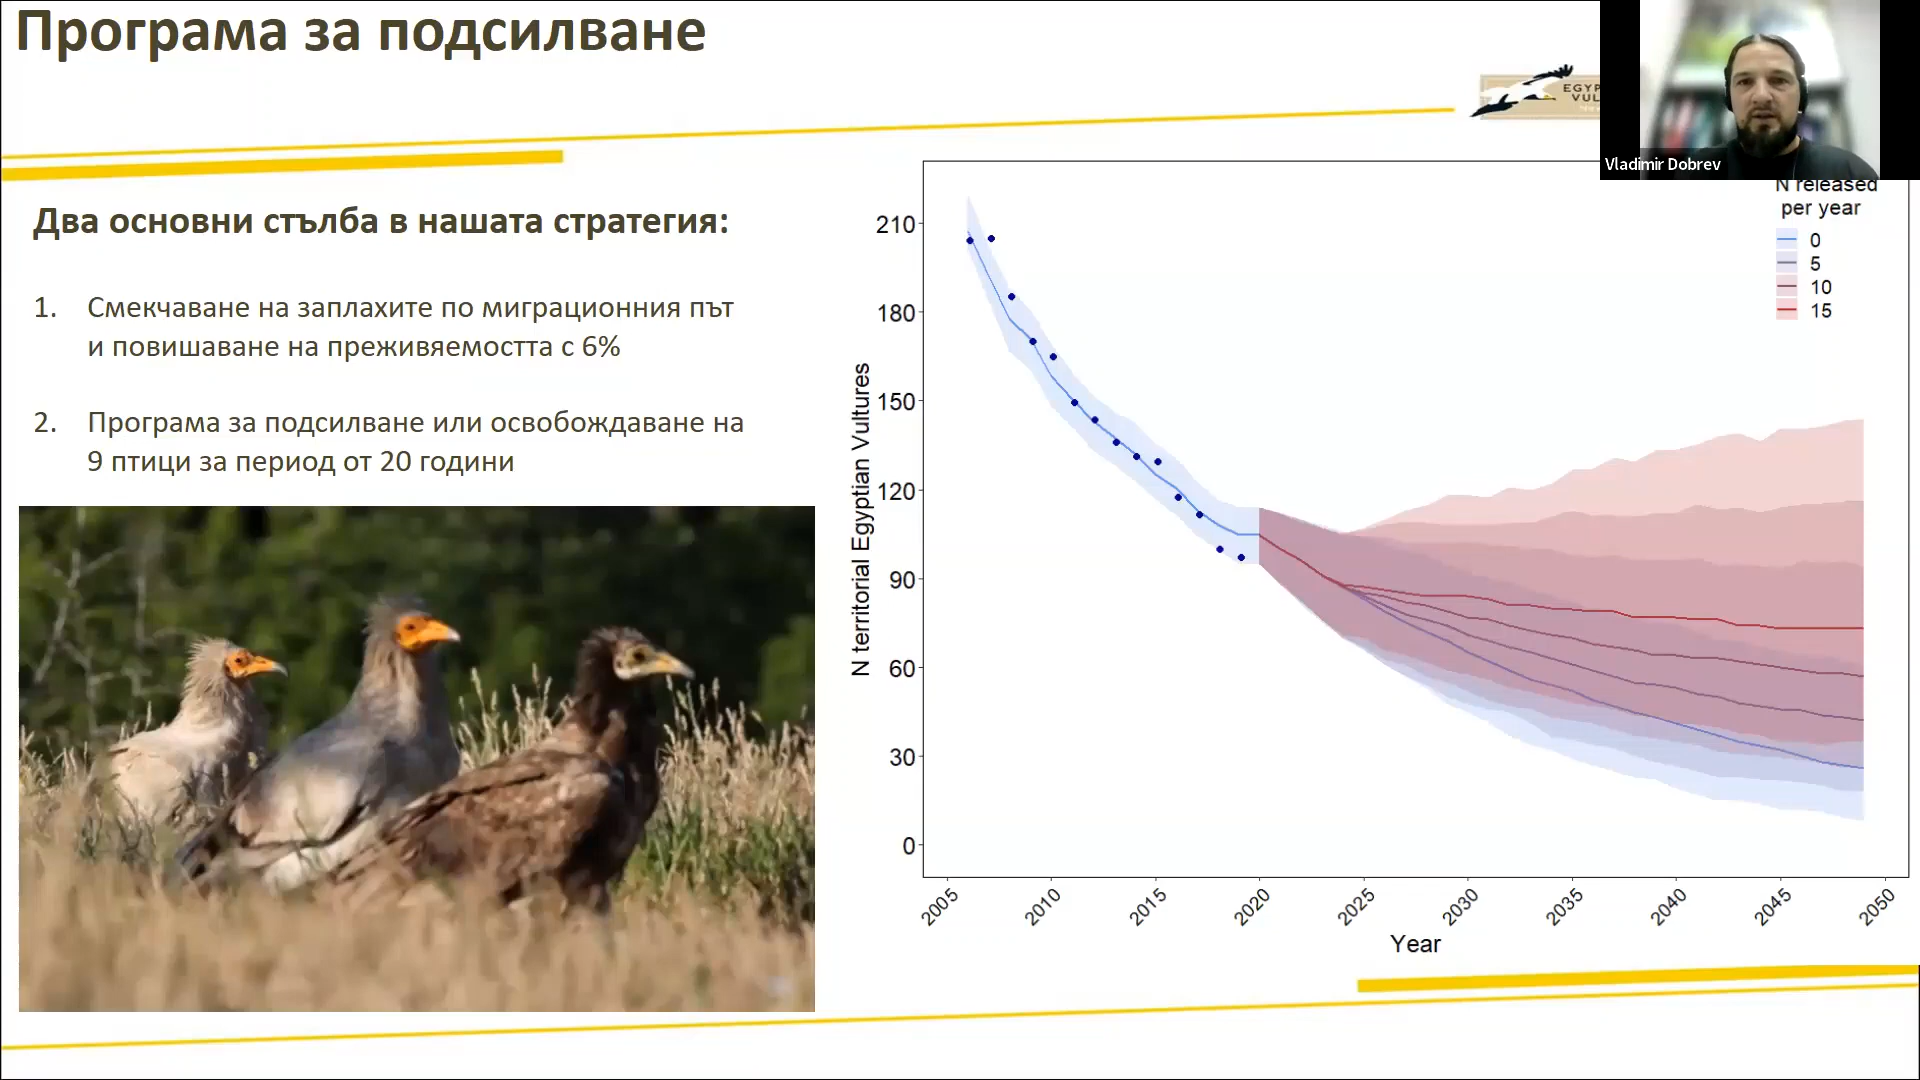 Програма за подсилване
EGYP
VUL
Vladimir Dobrev
Два основни стълба в нашата стратегия:
1. Смекчаване на заплахите по миграционния път
и повишаване на преживяемостта с 6%
2. Програма за подсилване или освобождаване на
9 птици за период от 20 години
N released
per year
0
5
10
15
N territorial Egyptian Vultures
210
180
150
120
90
60
30
0
2005 2010 2015 2020 2025 2030 2035 2040 2045 2050
Year